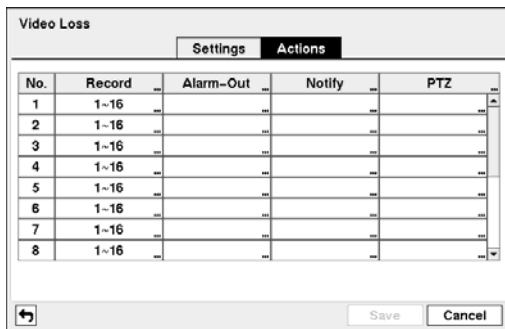 Video Loss
Settings Actions
No. Record ... Alarm-Out ... Notify ... PTZ ...
1 1~16 ... ... ... ...
2 1~16 ... ... ... ...
3 1~16 ... ... ... ...
4 1~16 ... ... ... ...
5 1~16 ... ... ... ...
6 1~16 ... ... ... ...
7 1~16 ... ... ... ...
8 1~16 ... ... ... ...
Save Cancel